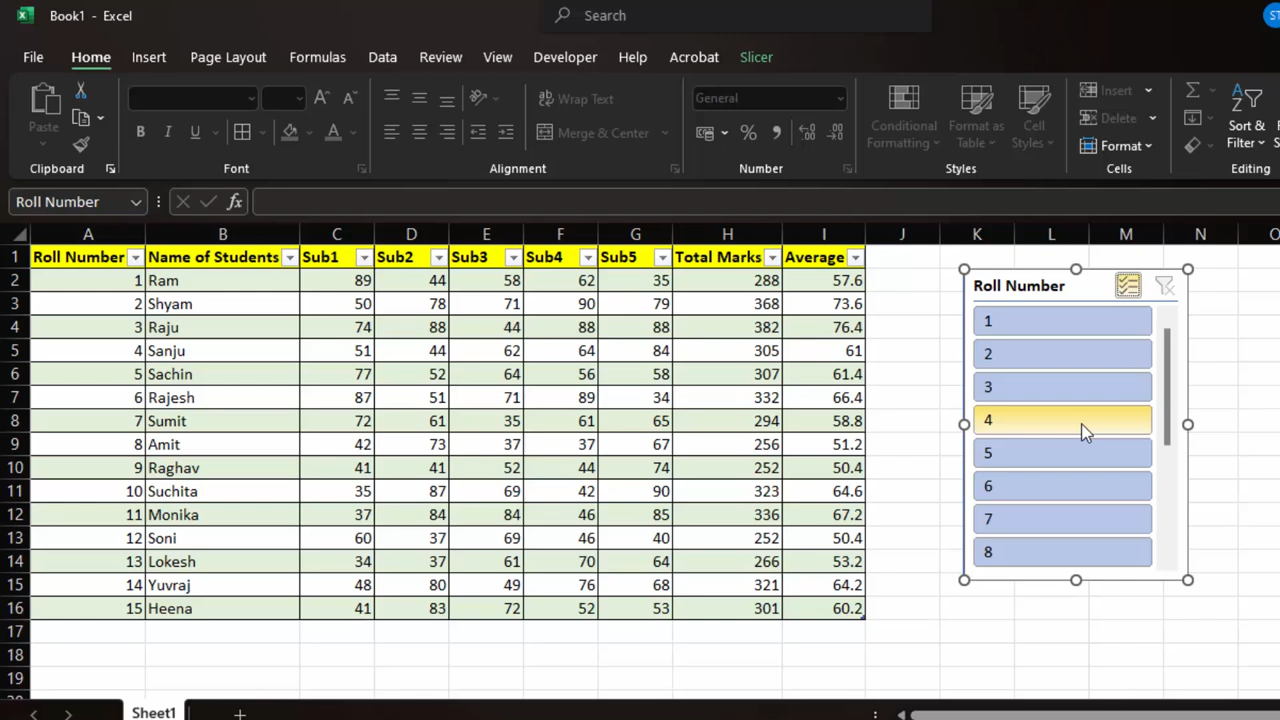 Book1 - Excel
Search
File Home Insert Page Layout Formulas Data Review View Developer Help Acrobat Slicer
Paste
Wrap Text
Merge & Center
General
Conditional Formatting
Format as Table
Cell Styles
Insert
Delete
Format
Sort & Filter
Clipboard Font Alignment Number Styles Cells Editing
Roll Number
A B C D E F G H I J K L M N
1 Roll Number Name of Students Sub1 Sub2 Sub3 Sub4 Sub5 Total Marks Average
2 1 Ram 89 44 58 62 35 288 57.6
3 2 Shyam 50 78 71 90 79 368 73.6
4 3 Raju 74 88 44 88 88 382 76.4
5 4 Sanju 51 44 62 64 84 305 61
6 5 Sachin 77 52 64 56 58 307 61.4
7 6 Rajesh 87 51 71 89 34 332 66.4
8 7 Sumit 72 61 35 61 65 294 58.8
9 8 Amit 42 73 37 37 67 256 51.2
10 9 Raghav 41 41 52 44 74 252 50.4
11 10 Suchita 35 87 69 42 90 323 64.6
12 11 Monika 37 84 84 46 85 336 67.2
13 12 Soni 60 37 69 46 40 252 50.4
14 13 Lokesh 34 37 61 70 64 266 53.2
15 14 Yuvraj 48 80 49 76 68 321 64.2
16 15 Heena 41 83 72 52 53 301 60.2
17
18
19
Roll Number
1
2
3
4
5
6
7
8
Sheet1